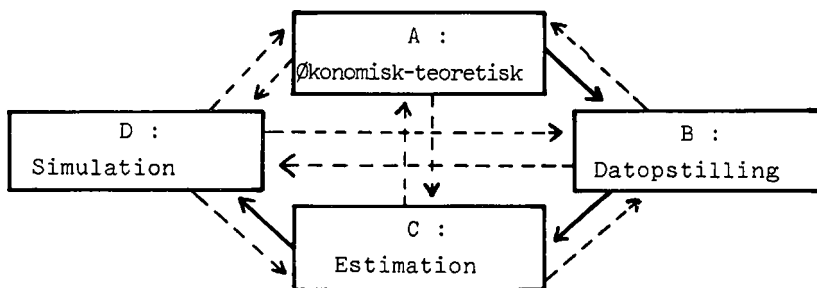 A :
Økonomisk-teoretisk
D :
Simulation
B :
Datopstilling
C :
Estimation